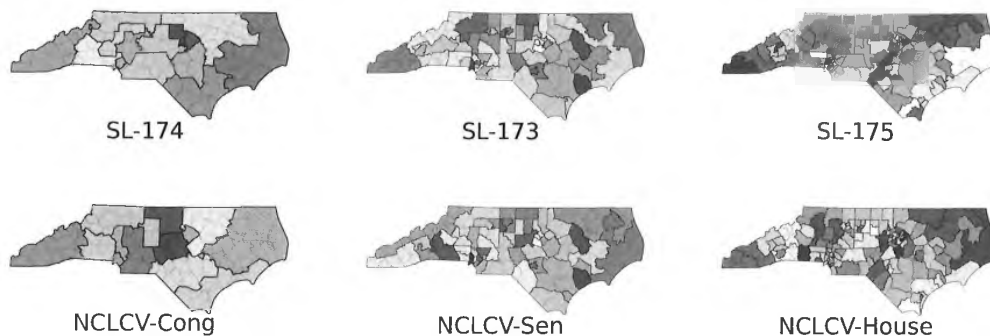 SL-174
SL-173
SL-175
NCLCV-Cong
NCLCV-Sen
NCLCV-House